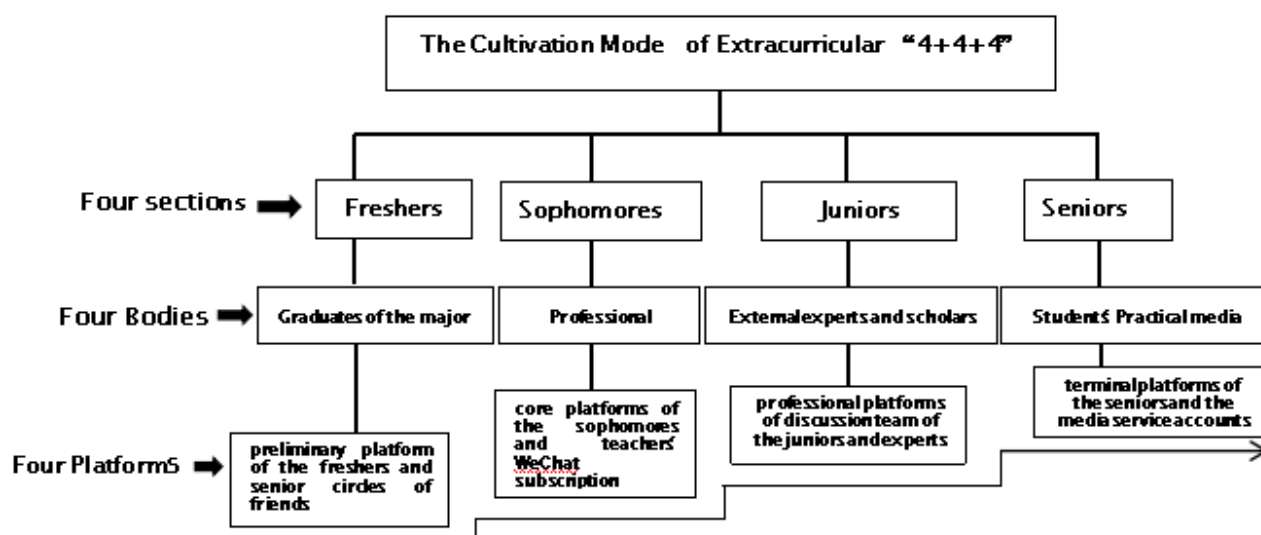 The Cultivation Mode of Extracurricular “4+4+4”
Four sections
Freshers
Sophomores
Juniors
Seniors
Four Bodies
Graduates of the major
Professional
External experts and scholars
Students' Practical media
Four Platforms
preliminary platform
of the freshers and
senior circles of
friends
core platforms of
the sophomores
and teachers'
WeChat
subscription
professional platforms
of discussion team of
the juniors and experts
terminal platforms of
the seniors and the
media service accounts